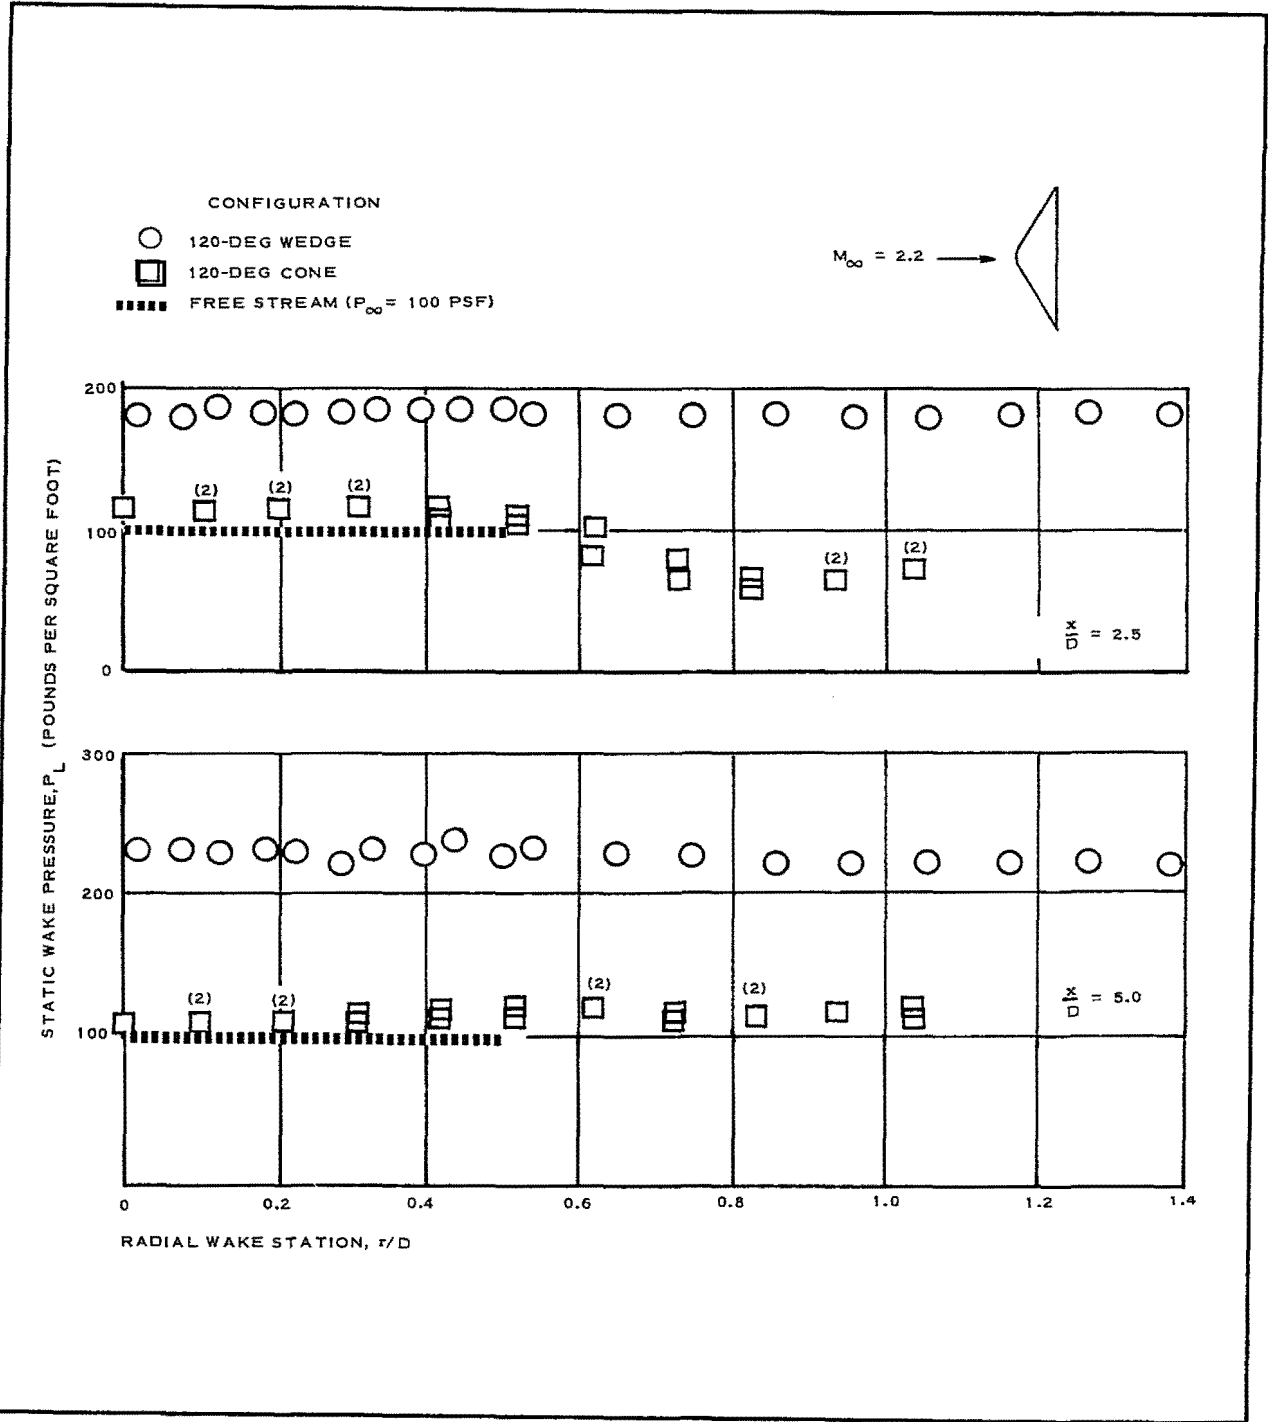 CONFIGURATION
120-DEG WEDGE
120-DEG CONE
FREE STREAM (P∞ = 100 PSF)
M∞ = 2.2
STATIC WAKE PRESSURE, P_L (POUNDS PER SQUARE FOOT)
200
(2) (2) (2)
100
(2) (2)
0
x/D = 2.5
300
200
(2) (2) (2) (2)
100
x/D = 5.0
0 0.2 0.4 0.6 0.8 1.0 1.2 1.4
RADIAL WAKE STATION, r/D